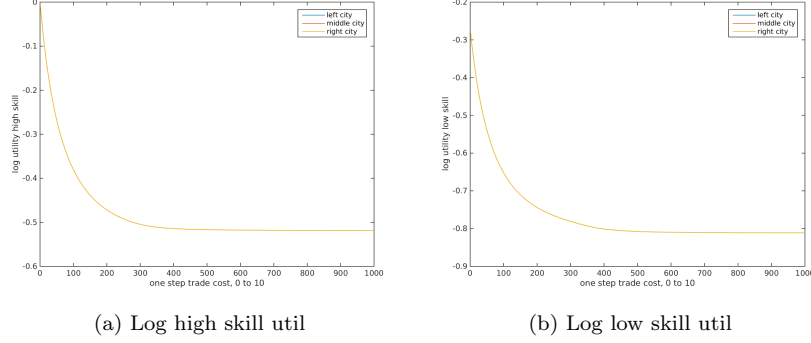 0
-0.1
-0.2
-0.3
-0.4
-0.5
-0.6
log utility high skill
0 100 200 300 400 500 600 700 800 900 1000
one step trade cost, 0 to 10
left city
middle city
right city
(a) Log high skill util
-0.2
-0.3
-0.4
-0.5
-0.6
-0.7
-0.8
-0.9
log utility low skill
0 100 200 300 400 500 600 700 800 900 1000
one step trade cost, 0 to 10
left city
middle city
right city
(b) Log low skill util